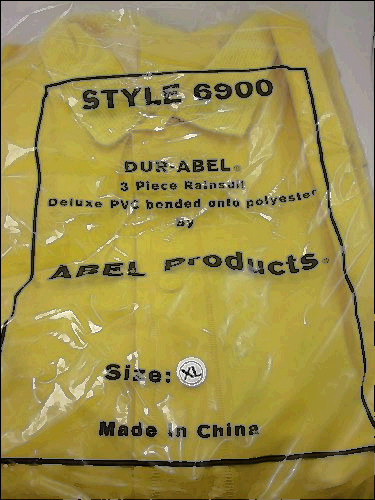 STYLE 6900
DUR-ABEL®
3 Piece Rainsuit
Deluxe PVC bonded onto polyester
By
ABEL Products®
Size: XL
Made in China